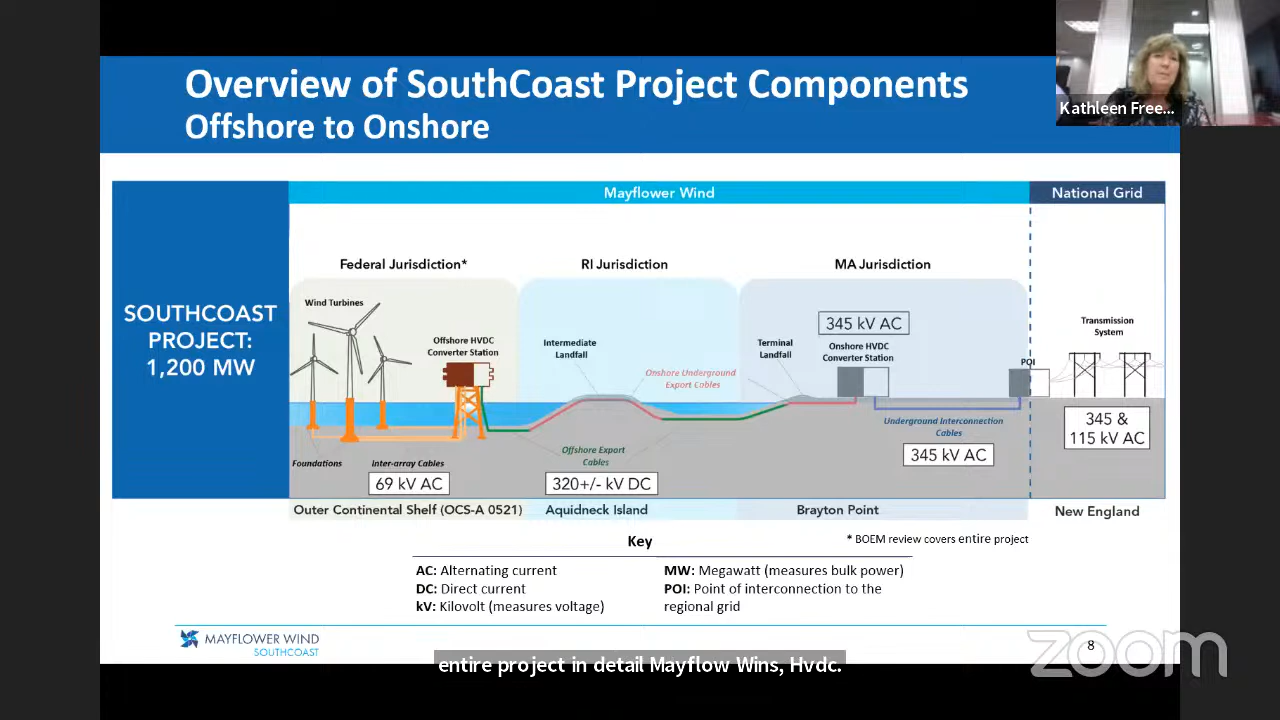 Overview of SouthCoast Project Components
Offshore to Onshore
Kathleen Free...
Mayflower Wind
National Grid
SOUTHCOAST
PROJECT:
1,200 MW
Federal Jurisdiction*
RI Jurisdiction
MA Jurisdiction
Wind Turbines
Offshore HVDC
Converter Station
Intermediate
Landfall
Onshore Underground
Export Cables
Terminal
Landfall
345 kV AC
Onshore HVDC
Converter Station
POI
Transmission
System
Foundations
Inter-array Cables
69 kV AC
Offshore Export
Cables
320+/- kV DC
Underground Interconnection
Cables
345 kV AC
345 &
115 kV AC
Outer Continental Shelf (OCS-A 0521)
Aquidneck Island
Brayton Point
New England
Key
* BOEM review covers entire project
AC: Alternating current
DC: Direct current
kV: Kilovolt (measures voltage)
MW: Megawatt (measures bulk power)
POI: Point of interconnection to the
regional grid
MAYFLOWER WIND
SOUTHCOAST
8
zoom
entire project in detail Mayflow Wins, Hvdc.